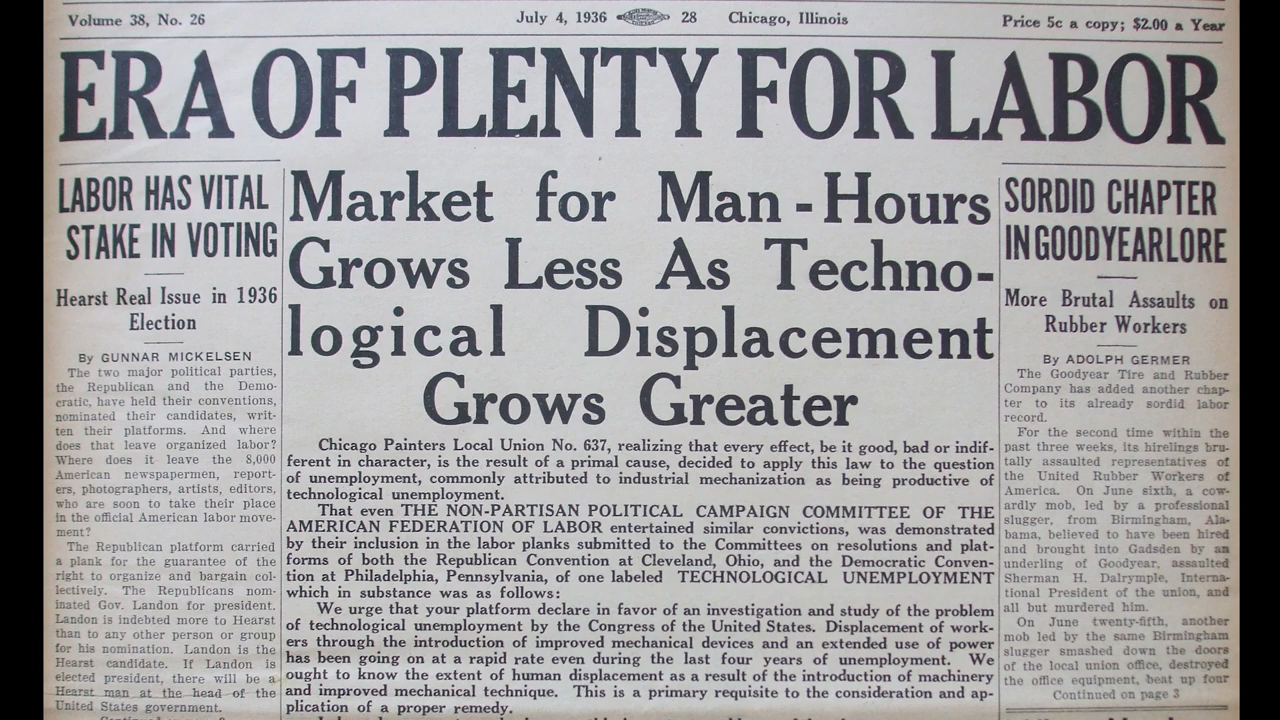 Volume 38, No. 26
July 4, 1936
28
Chicago, Illinois
Price 5c a copy; $2.00 a Year
ERA OF PLENTY FOR LABOR
LABOR HAS VITAL
STAKE IN VOTING
Hearst Real Issue in 1936
Election
By GUNNAR MICKELSEN
The two major political parties,
the Republican and the Demo-
cratic, have held their conventions,
nominated their candidates, writ-
ten their platforms. And where
does that leave organized labor?
Where does it leave the 8,000
American newspapermen, report-
ers, photographers, artists, editors,
who are soon to take their place
in the official American labor move-
ment?
The Republican platform carried
a plank for the guarantee of the
right to organize and bargain col-
lectively. The Republicans nom-
inated Gov. Landon for president.
Landon is indebted more to Hearst
than to any other person or group
for his nomination. Landon is the
Hearst candidate. If Landon is
elected president, there will be a
Hearst man at the head of the
United States government.
Market for Man-Hours
Grows Less As Techno-
logical Displacement
Grows Greater
Chicago Painters Local Union No. 637, realizing that every effect, be it good, bad or indif-
ferent in character, is the result of a primal cause, decided to apply this law to the question
of unemployment, commonly attributed to industrial mechanization as being productive of
technological unemployment.
That even THE NON-PARTISAN POLITICAL CAMPAIGN COMMITTEE OF THE
AMERICAN FEDERATION OF LABOR entertained similar convictions, was demonstrated
by their inclusion in the labor planks submitted to the Committees on resolutions and plat-
forms of both the Republican Convention at Cleveland, Ohio, and the Democratic Conven-
tion at Philadelphia, Pennsylvania, of one labeled TECHNOLOGICAL UNEMPLOYMENT
which in substance was as follows:
We urge that your platform declare in favor of an investigation and study of the problem
of technological unemployment by the Congress of the United States. Displacement of work-
ers through the introduction of improved mechanical devices and an extended use of power
has been going on at a rapid rate even during the last four years of unemployment. We
ought to know the extent of human displacement as a result of the introduction of machinery
and improved mechanical technique. This is a primary requisite to the consideration and ap-
plication of a proper remedy.
SORDID CHAPTER
IN GOODYEAR LORE
More Brutal Assaults on
Rubber Workers
By ADOLPH GERMER
The Goodyear Tire and Rubber
Company has added another chap-
ter to its already sordid labor
record.
For the second time within the
past three weeks, its hirelings bru-
tally assaulted representatives of
the United Rubber Workers of
America. On June sixth, a cow-
ardly mob, led by a professional
slugger, from Birmingham, Ala-
bama, believed to have been hired
and brought into Gadsden by an
underling of Goodyear, assaulted
Sherman H. Dalrymple, Interna-
tional President of the union, and
all but murdered him.
On June twenty-fifth, another
mob led by the same Birmingham
slugger smashed down the doors
of the local union office, destroyed
the office equipment, beat up four
Continued on page 3